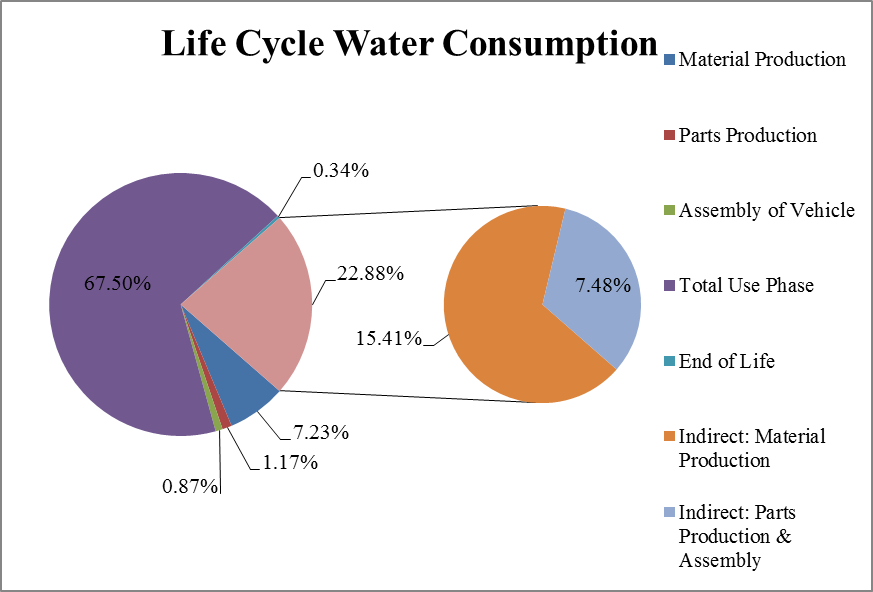 Life Cycle Water Consumption
Material Production
Parts Production
Assembly of Vehicle
Total Use Phase
End of Life
Indirect: Material
Production
Indirect: Parts
Production &
Assembly
0.34%
67.50%
22.88%
7.48%
15.41%
7.23%
1.17%
0.87%